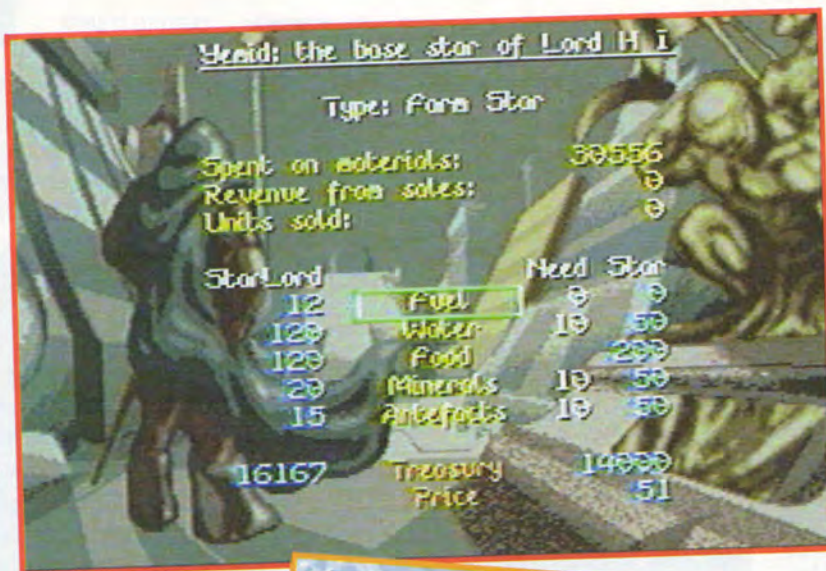 Yemid: the base star of Lord H I
Type: Farm Star
Spent on materials: 30556
Revenue from sales: 0
Units sold: 0
StarLord Need Star
12 Fuel 0 0
120 Water 10 50
120 Food 200
20 Minerals 10 50
15 Artefacts 10 50
16167 Treasury 14000
Price 51